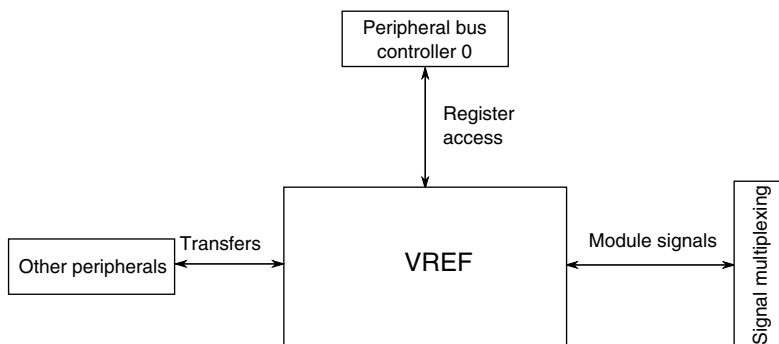 Peripheral bus
controller 0
Register
access
Transfers
Other peripherals
VREF
Module signals
Signal multiplexing